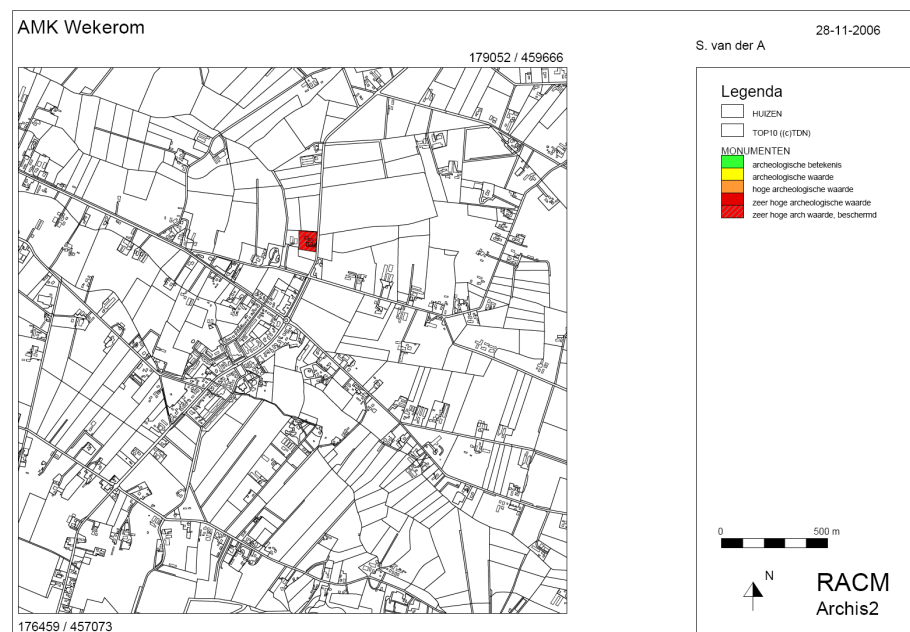 AMK Wekerom
28-11-2006
S. van der A
179052 / 459666
Legenda
HUIZEN
TOP10 ((c)TDN)
MONUMENTEN
archeologische betekenis
archeologische waarde
hoge archeologische waarde
zeer hoge archeologische waarde
zeer hoge arch waarde, beschermd
0 500 m
N
RACM
Archis2
176459 / 457073